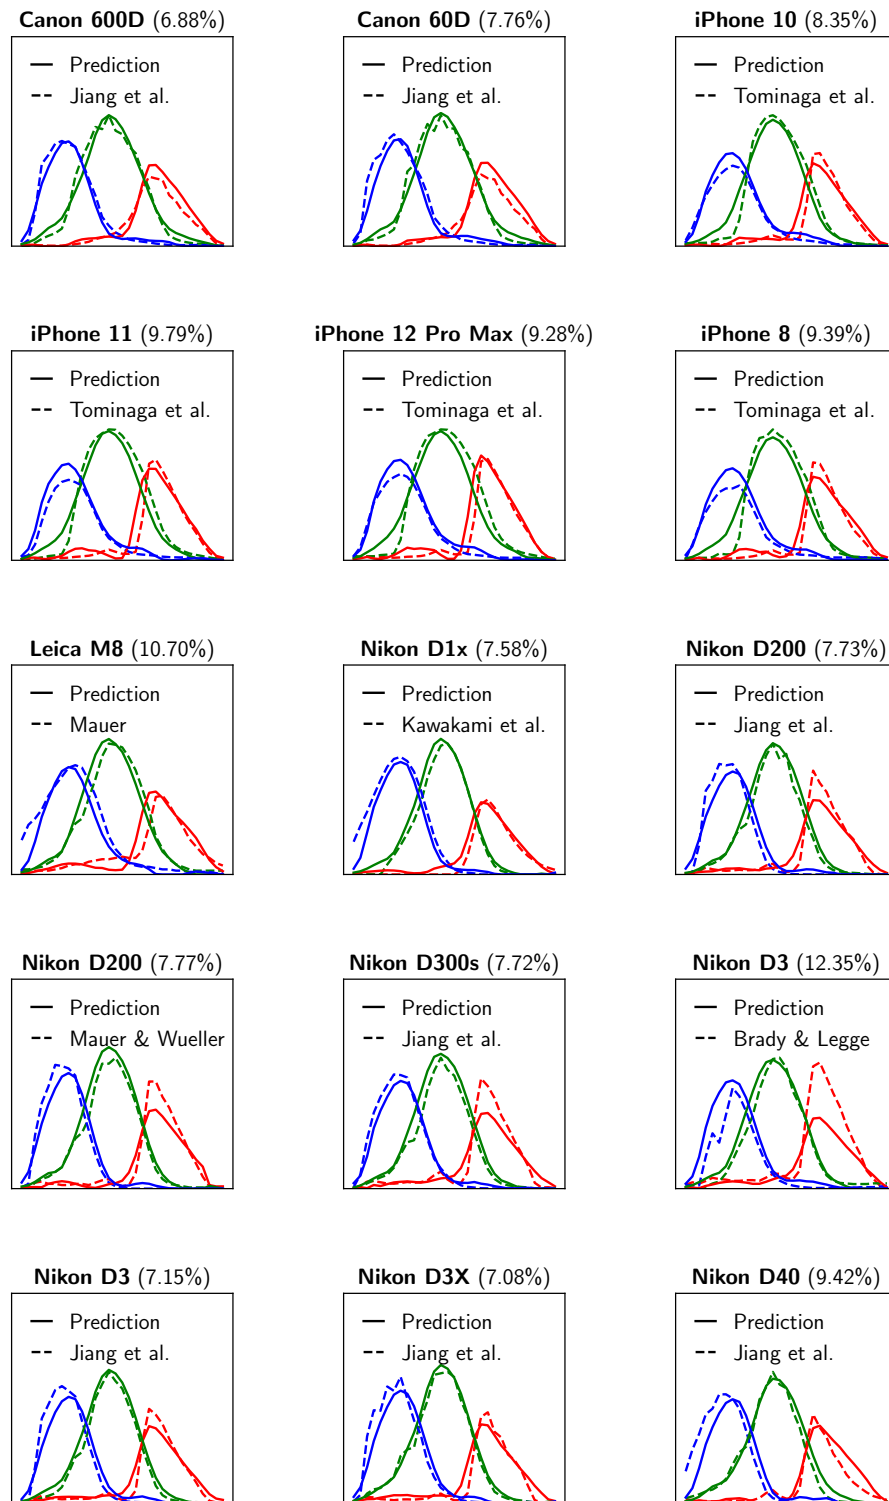 Canon 600D (6.88%)
Prediction
Jiang et al.
Canon 60D (7.76%)
Prediction
Jiang et al.
iPhone 10 (8.35%)
Prediction
Tominaga et al.
iPhone 11 (9.79%)
Prediction
Tominaga et al.
iPhone 12 Pro Max (9.28%)
Prediction
Tominaga et al.
iPhone 8 (9.39%)
Prediction
Tominaga et al.
Leica M8 (10.70%)
Prediction
Mauer
Nikon D1x (7.58%)
Prediction
Kawakami et al.
Nikon D200 (7.73%)
Prediction
Jiang et al.
Nikon D200 (7.77%)
Prediction
Mauer & Wueller
Nikon D300s (7.72%)
Prediction
Jiang et al.
Nikon D3 (12.35%)
Prediction
Brady & Legge
Nikon D3 (7.15%)
Prediction
Jiang et al.
Nikon D3X (7.08%)
Prediction
Jiang et al.
Nikon D40 (9.42%)
Prediction
Jiang et al.